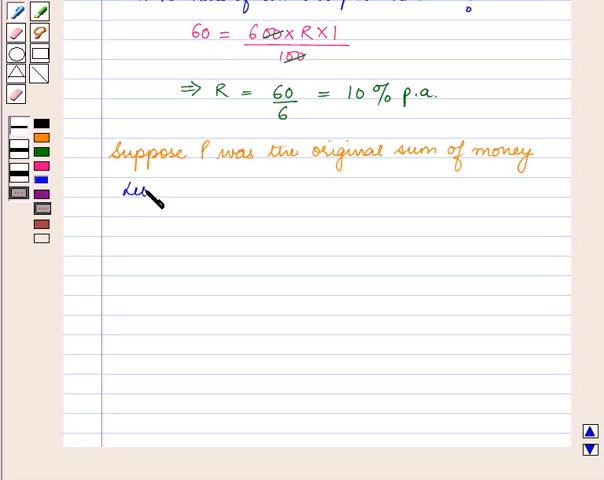 60 = 600 × R × 1
100
⇒ R = 60/6 = 10 % p.a.
Suppose P was the original sum of money